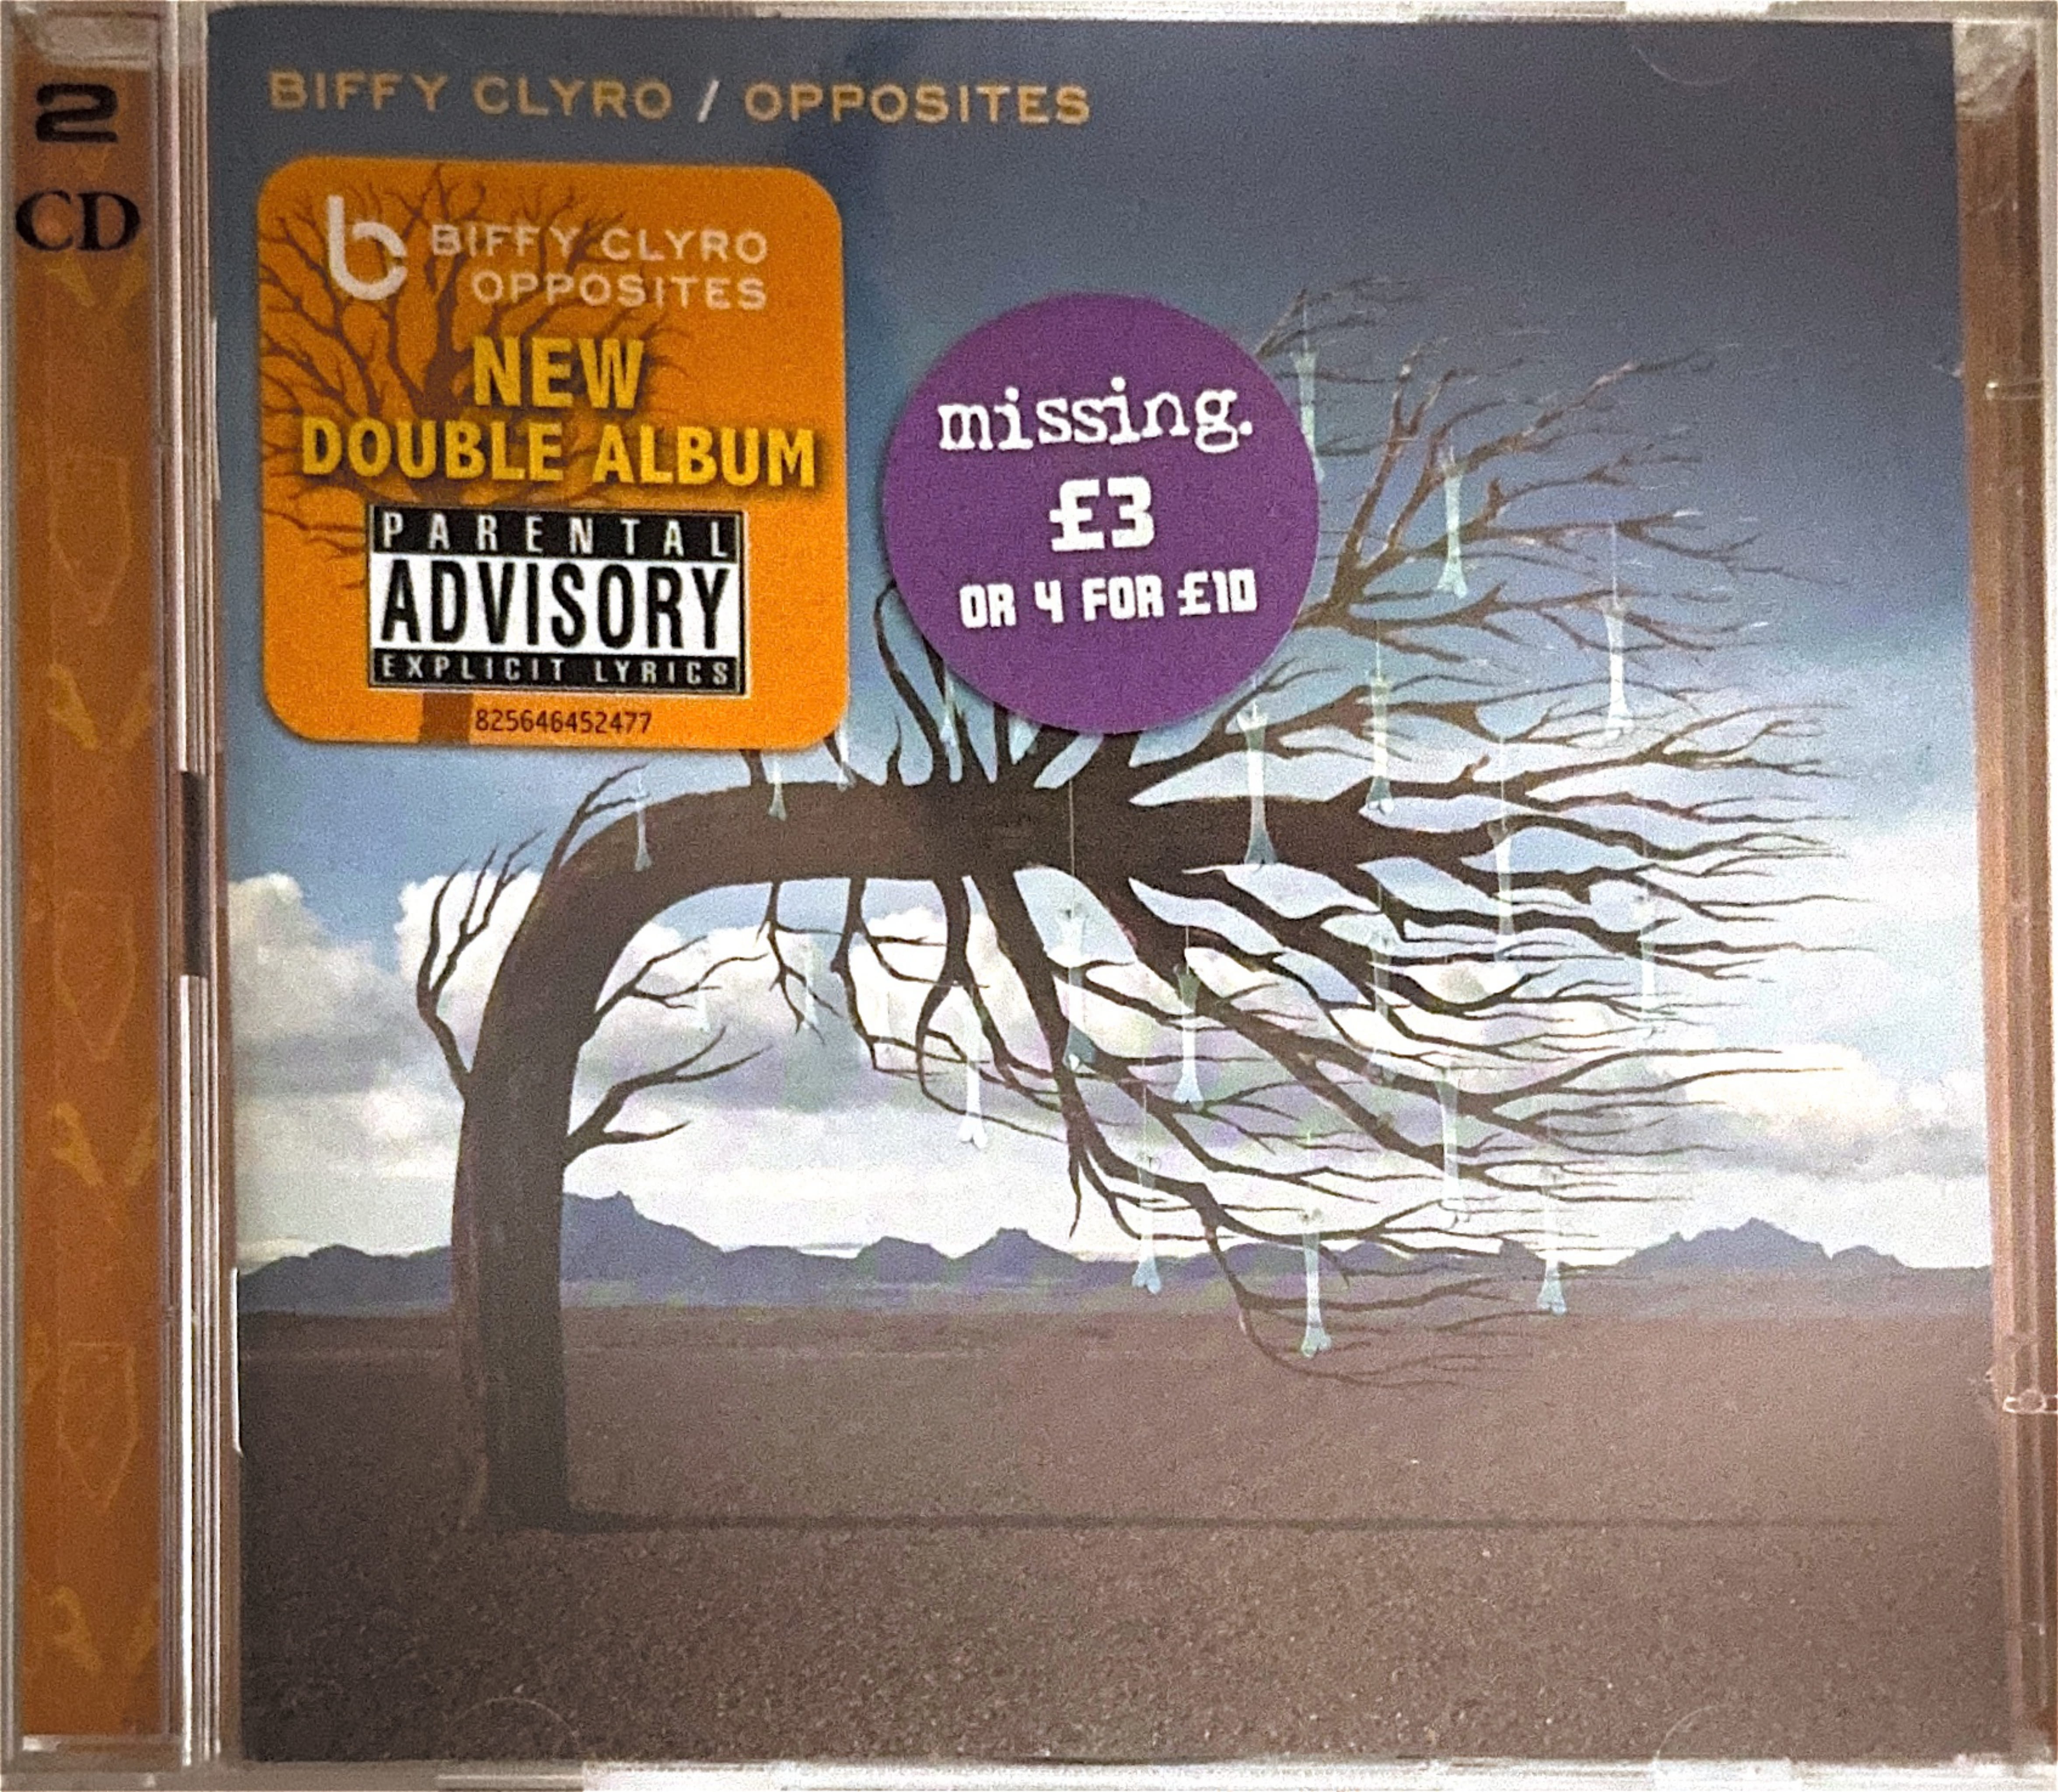 2
CD
BIFFY CLYRO / OPPOSITES
b BIFFY CLYRO
OPPOSITES
NEW
DOUBLE ALBUM
PARENTAL
ADVISORY
EXPLICIT LYRICS
825646452477
missing.
£3
OR 4 FOR £10